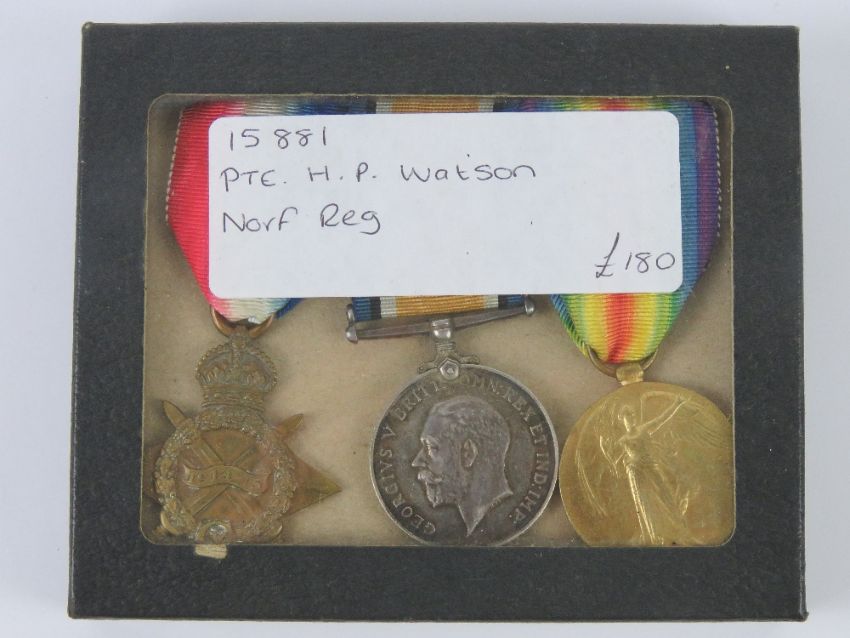 15881
PTE. H.P. Watson
Norf Reg
£180
GEORGIVS V BRITT: OMN: REX ET IND: IMP: